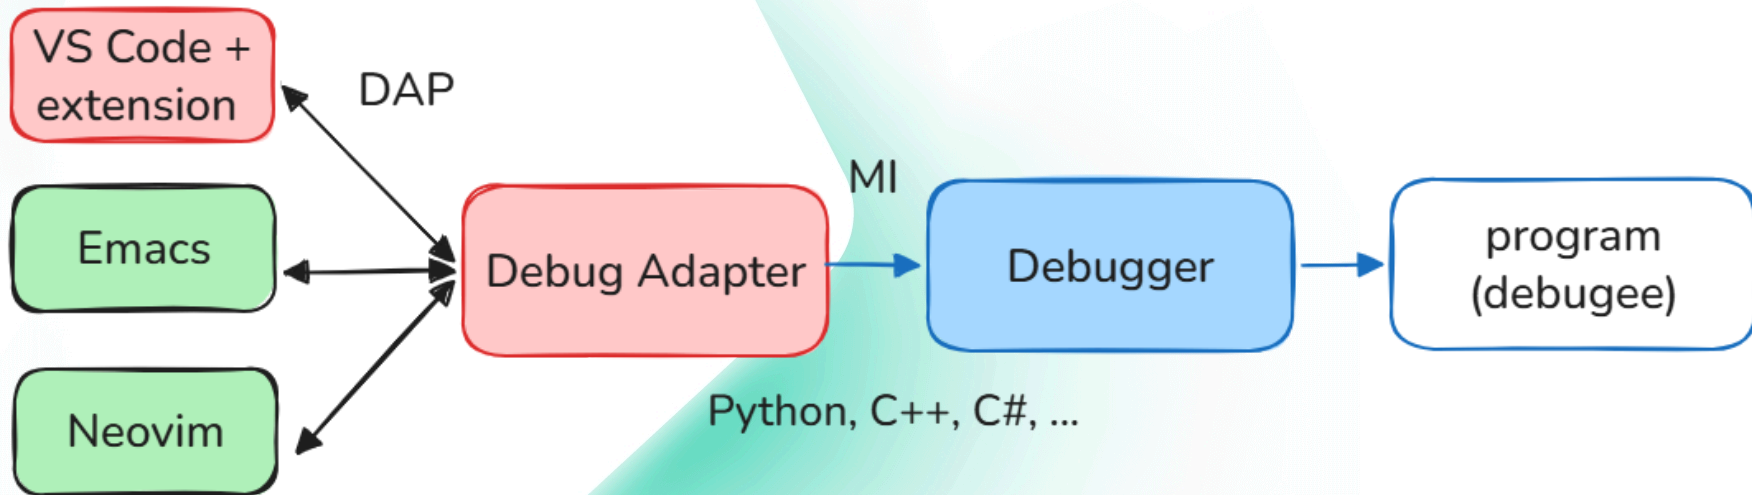 VS Code +
extension
DAP
Emacs
Neovim
Debug Adapter
MI
Debugger
program
(debugee)
Python, C++, C#, ...